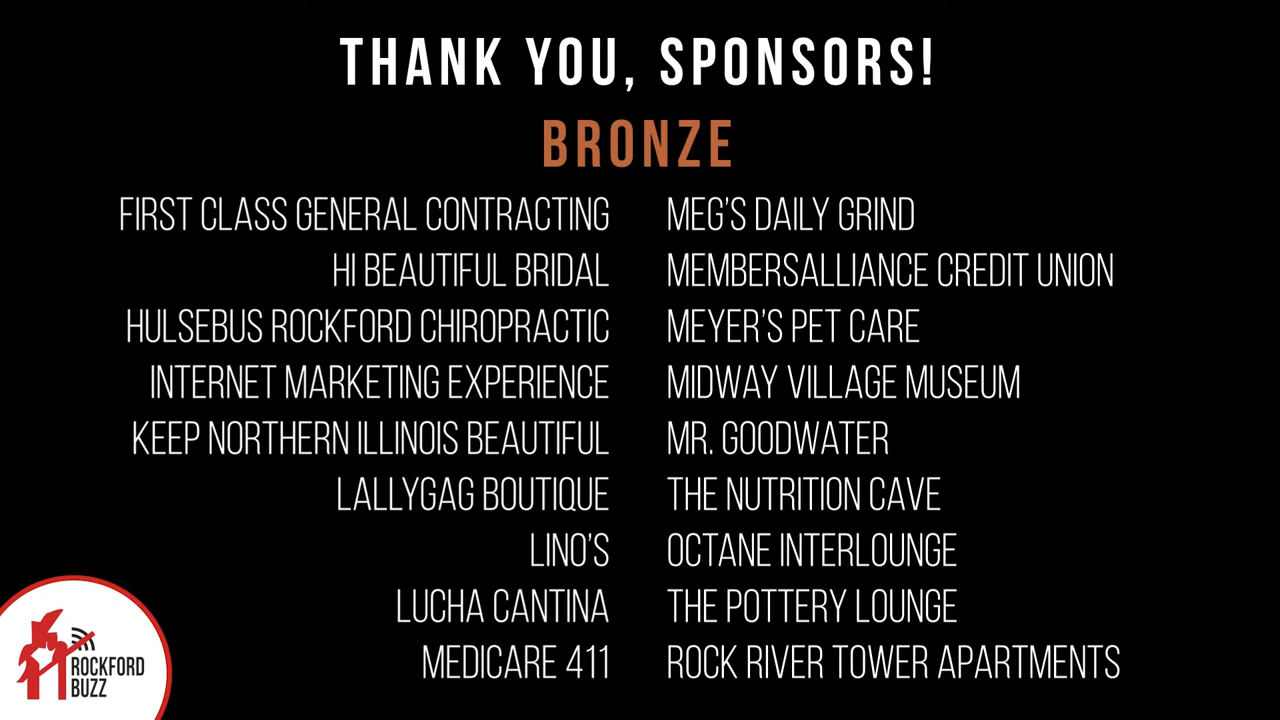 THANK YOU, SPONSORS!
BRONZE
FIRST CLASS GENERAL CONTRACTING
HI BEAUTIFUL BRIDAL
HULSEBUS ROCKFORD CHIROPRACTIC
INTERNET MARKETING EXPERIENCE
KEEP NORTHERN ILLINOIS BEAUTIFUL
LALLYGAG BOUTIQUE
LINO'S
LUCHA CANTINA
MEDICARE 411
MEG'S DAILY GRIND
MEMBERSALLIANCE CREDIT UNION
MEYER'S PET CARE
MIDWAY VILLAGE MUSEUM
MR. GOODWATER
THE NUTRITION CAVE
OCTANE INTERLOUNGE
THE POTTERY LOUNGE
ROCK RIVER TOWER APARTMENTS
ROCKFORD
BUZZ